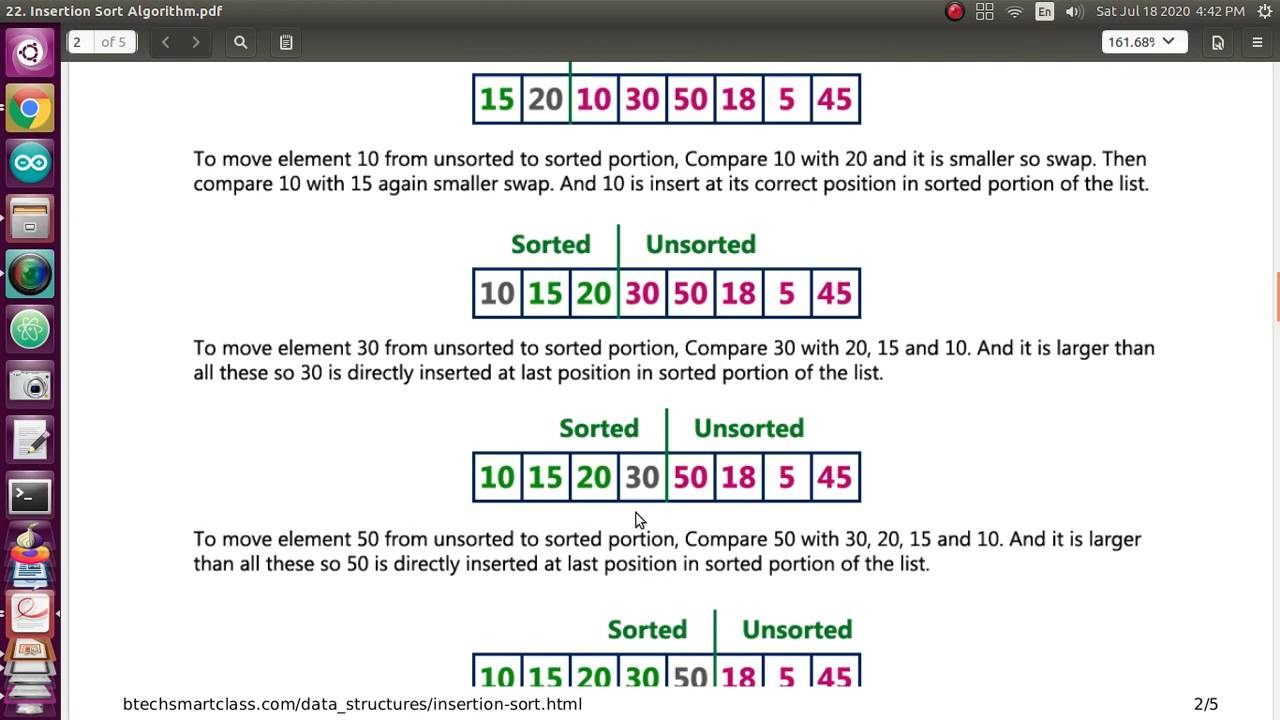 22. Insertion Sort Algorithm.pdf
En
Sat Jul 18 2020 4:42 PM
2 of 5
161.68%
15 20 10 30 50 18 5 45
To move element 10 from unsorted to sorted portion, Compare 10 with 20 and it is smaller so swap. Then
compare 10 with 15 again smaller swap. And 10 is insert at its correct position in sorted portion of the list.
Sorted Unsorted
10 15 20 30 50 18 5 45
To move element 30 from unsorted to sorted portion, Compare 30 with 20, 15 and 10. And it is larger than
all these so 30 is directly inserted at last position in sorted portion of the list.
Sorted Unsorted
10 15 20 30 50 18 5 45
To move element 50 from unsorted to sorted portion, Compare 50 with 30, 20, 15 and 10. And it is larger
than all these so 50 is directly inserted at last position in sorted portion of the list.
Sorted Unsorted
10 15 20 30 50 18 5 45
btechsmartclass.com/data_structures/insertion-sort.html
2/5